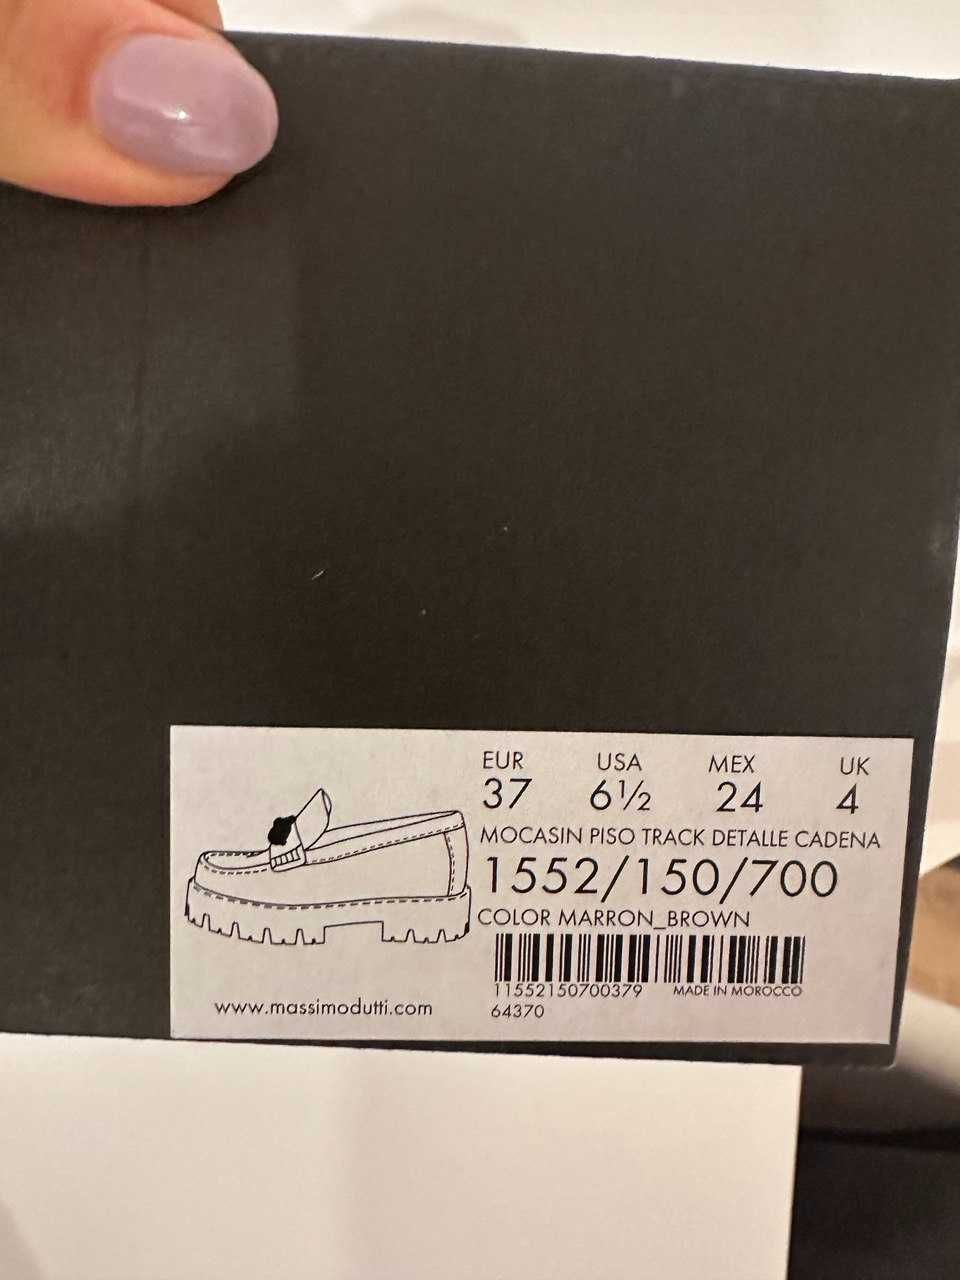 EUR USA MEX UK
37 6½ 24 4
MOCASIN PISO TRACK DETALLE CADENA
1552/150/700
COLOR MARRON_BROWN
11552150700379 MADE IN MOROCCO
www.massimodutti.com 64370